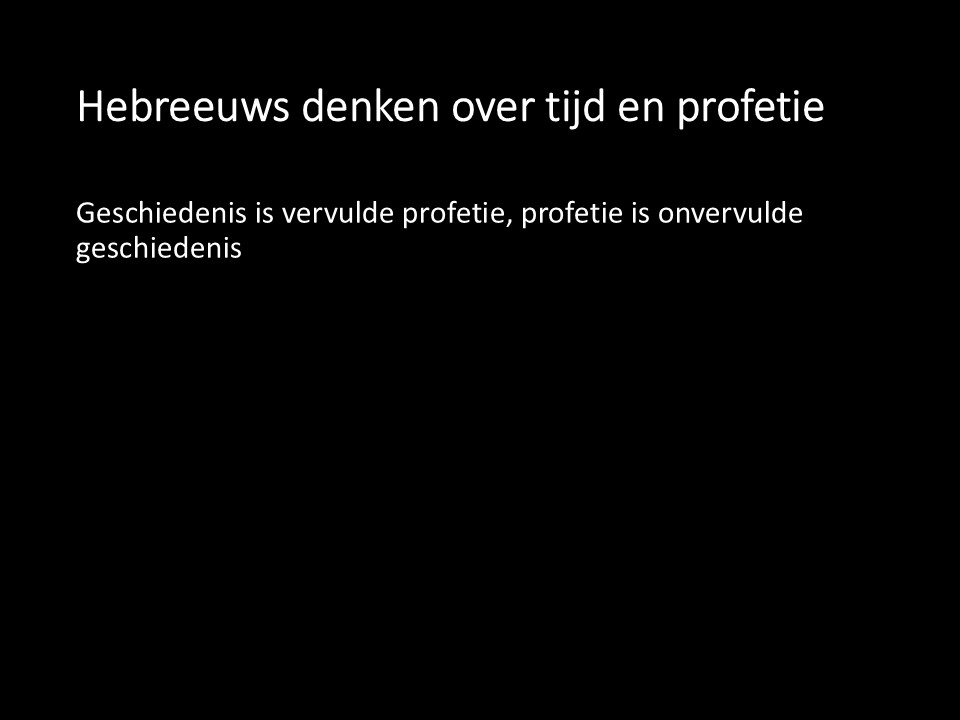 Hebreeuws denken over tijd en profetie
Geschiedenis is vervulde profetie, profetie is onvervulde
geschiedenis